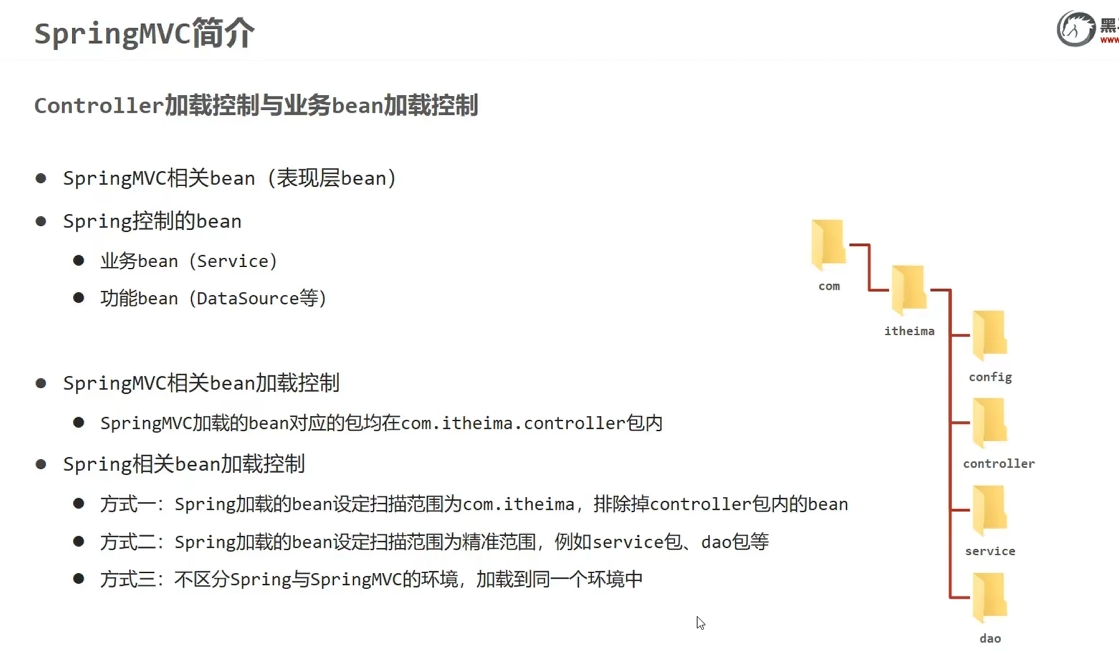 SpringMVC简介
黑
www
Controller加载控制与业务bean加载控制
SpringMVC相关bean（表现层bean）
Spring控制的bean
业务bean（Service）
功能bean（DataSource等）
SpringMVC相关bean加载控制
SpringMVC加载的bean对应的包均在com.itheima.controller包内
Spring相关bean加载控制
方式一：Spring加载的bean设定扫描范围为com.itheima，排除掉controller包内的bean
方式二：Spring加载的bean设定扫描范围为精准范围，例如service包、dao包等
方式三：不区分Spring与SpringMVC的环境，加载到同一个环境中
com
itheima
config
controller
service
dao